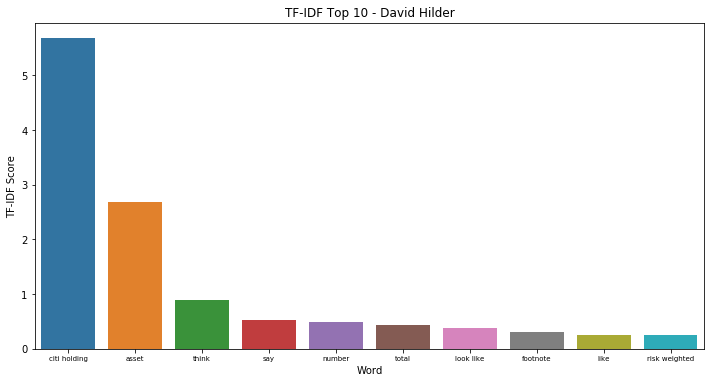 TF-IDF Top 10 - David Hilder
TF-IDF Score
5
4
3
2
1
0
citi holding asset think say number total look like footnote like risk weighted
Word